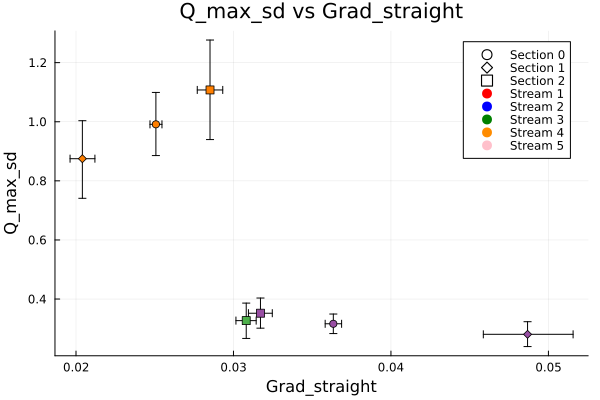 Q_max_sd vs Grad_straight
Q_max_sd
1.2
1.0
0.8
0.6
0.4
0.02
0.03
0.04
0.05
Grad_straight
Section 0
Section 1
Section 2
Stream 1
Stream 2
Stream 3
Stream 4
Stream 5